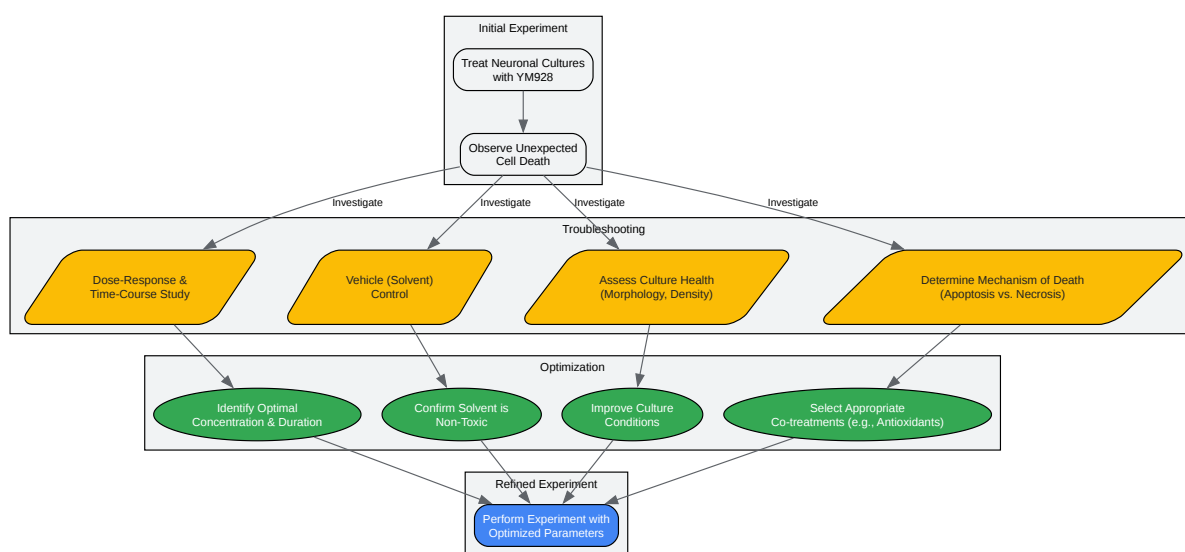 Initial Experiment
Treat Neuronal Cultures
with YM928
Observe Unexpected
Cell Death
Investigate
Investigate
Investigate
Investigate
Troubleshooting
Dose-Response &
Time-Course Study
Vehicle (Solvent)
Control
Assess Culture Health
(Morphology, Density)
Determine Mechanism of Death
(Apoptosis vs. Necrosis)
Optimization
Identify Optimal
Concentration & Duration
Confirm Solvent is
Non-Toxic
Improve Culture
Conditions
Select Appropriate
Co-treatments (e.g., Antioxidants)
Refined Experiment
Perform Experiment with
Optimized Parameters